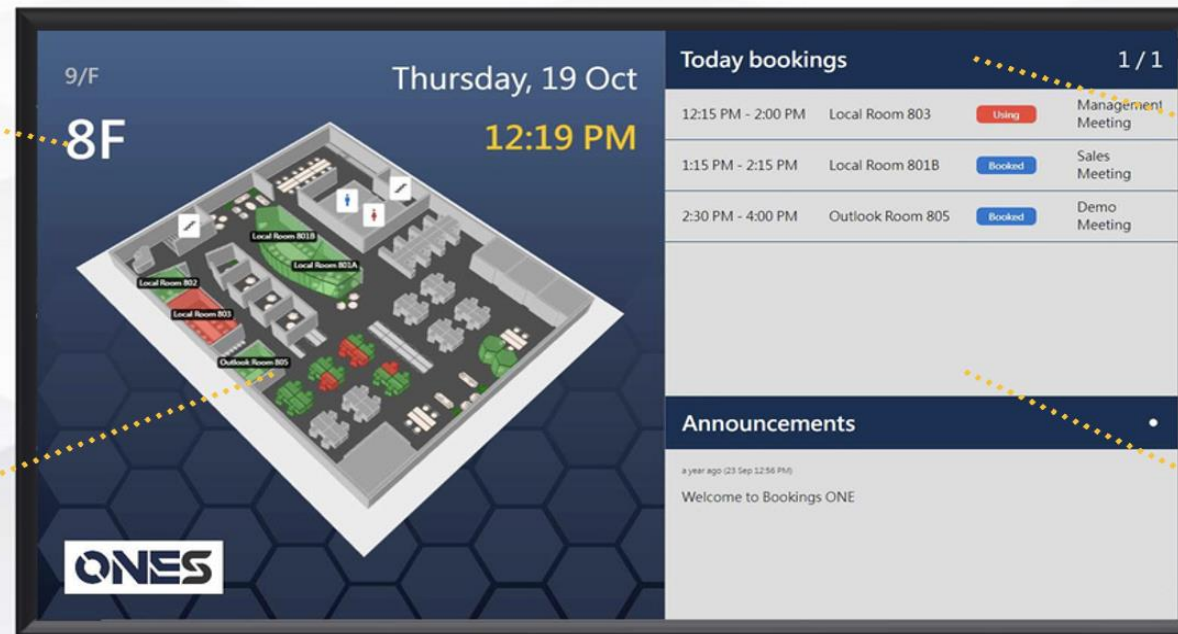 9/F
8F
Thursday, 19 Oct
12:19 PM
Local Room 801B
Local Room 801A
Local Room 802
Local Room 803
Outlook Room 805
ONES
Today bookings 1 / 1
12:15 PM - 2:00 PM Local Room 803 Using Management
Meeting
1:15 PM - 2:15 PM Local Room 801B Booked Sales
Meeting
2:30 PM - 4:00 PM Outlook Room 805 Booked Demo
Meeting
Announcements
a year ago (23 Sep 12:56 PM)
Welcome to Bookings ONE